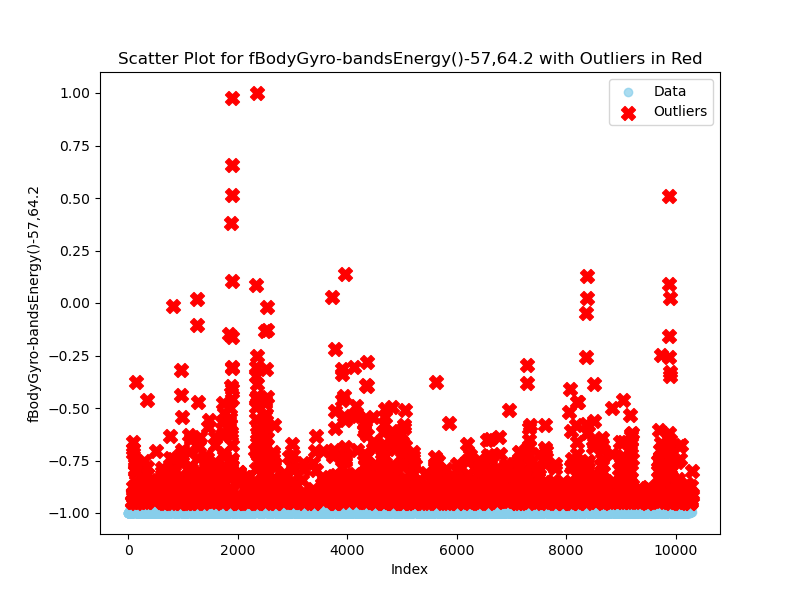 Scatter Plot for fBodyGyro-bandsEnergy()-57,64.2 with Outliers in Red
Data
Outliers
fBodyGyro-bandsEnergy()-57,64.2
1.00
0.75
0.50
0.25
0.00
−0.25
−0.50
−0.75
−1.00
0 2000 4000 6000 8000 10000
Index